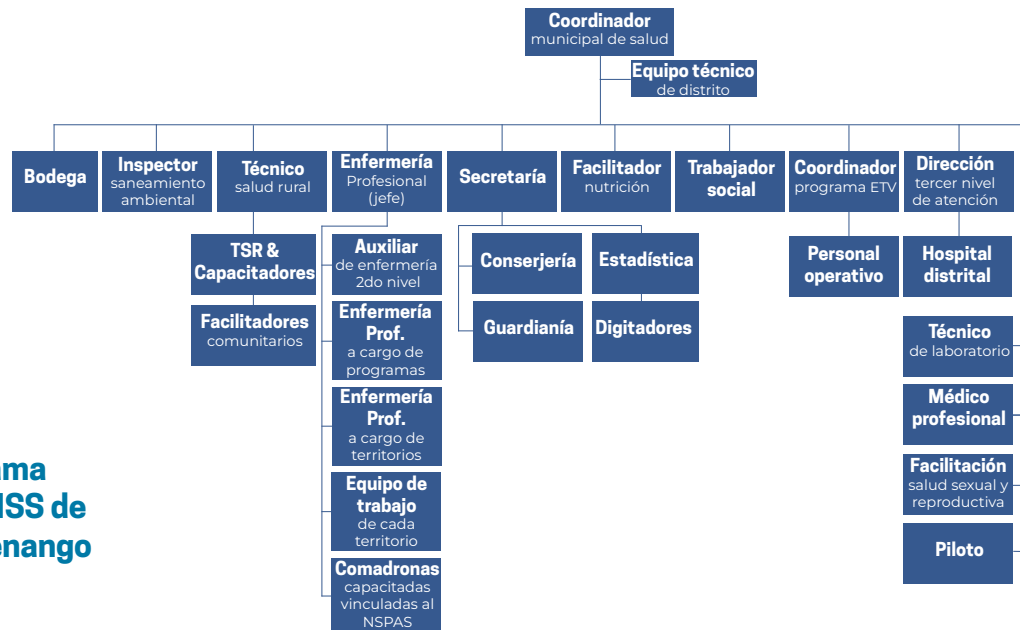 Coordinador
municipal de salud
Equipo técnico
de distrito
Bodega
Inspector
saneamiento
ambiental
Técnico
salud rural
Enfermería
Profesional
(jefe)
Secretaría
Facilitador
nutrición
Trabajador
social
Coordinador
programa ETV
Dirección
tercer nivel
de atención
TSR &
Capacitadores
Facilitadores
comunitarios
Auxiliar
de enfermería
2do nivel
Enfermería
Prof.
a cargo de
programas
Enfermería
Prof.
a cargo de
territorios
Equipo de
trabajo
de cada
territorio
Comadronas
capacitadas
vinculadas al
NSPAS
Conserjería
Estadística
Guardianía
Digitadores
Personal
operativo
Hospital
distrital
Técnico
de laboratorio
Médico
profesional
Facilitación
salud sexual y
reproductiva
Piloto
ama
de
enango